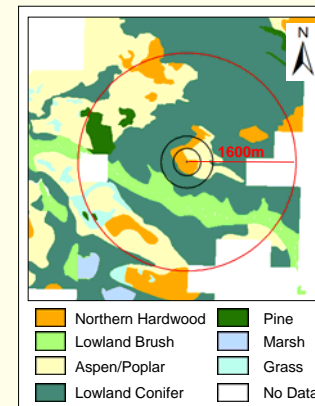 N
1600m
Northern Hardwood Pine
Lowland Brush Marsh
Aspen/Poplar Grass
Lowland Conifer No Data